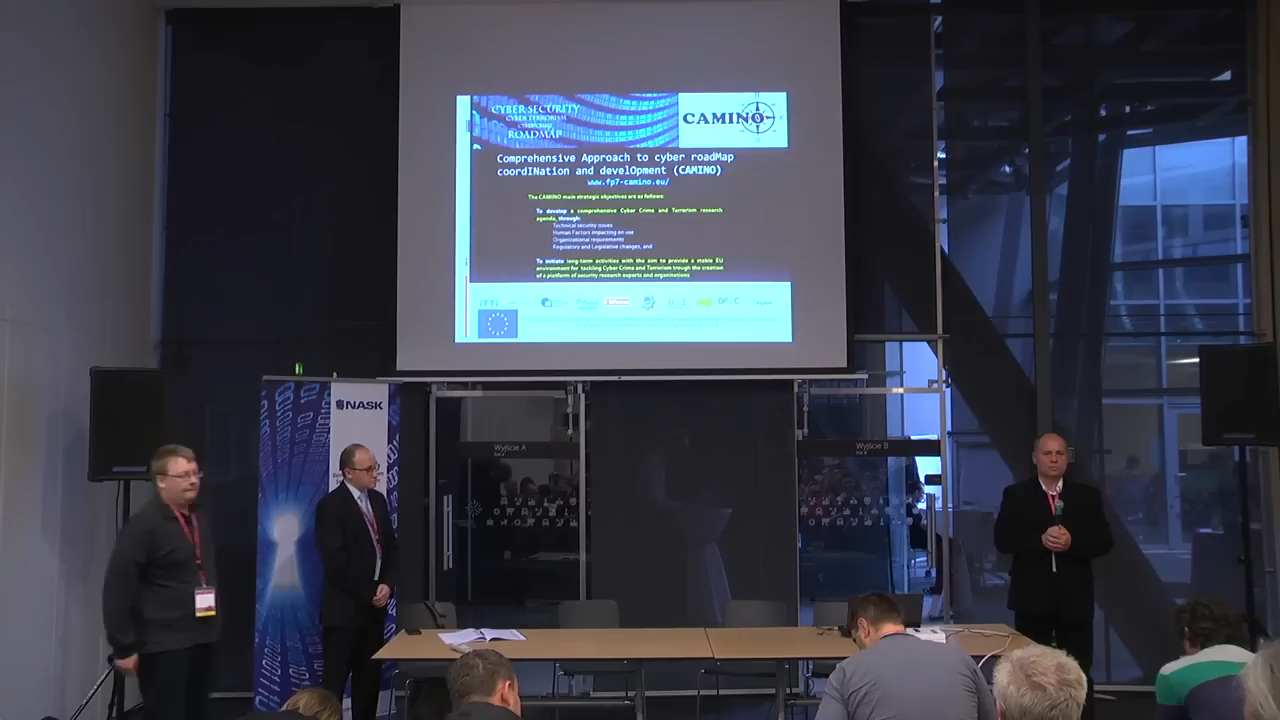 CYBER SECURITY
CYBER TERRORISM
ROADMAP
CAMINO
Comprehensive Approach to cyber roadMap
coordINation and develOpment (CAMINO)
www.fp7-camino.eu/
The CAMINO main strategic objectives are as follows:
To develop a comprehensive Cyber Crime and Terrorism research
agenda, through:
Technical security issues
Human Factors impacting on use
Organizational requirements
Regulatory and Legislative changes, and
To initiate long-term activities with the aim to provide a stable EU
environment for tackling Cyber Crime and Terrorism trough the creation
of a platform of security research experts and organisations
iTTi
NASK
Wyjście A
Wyjście B